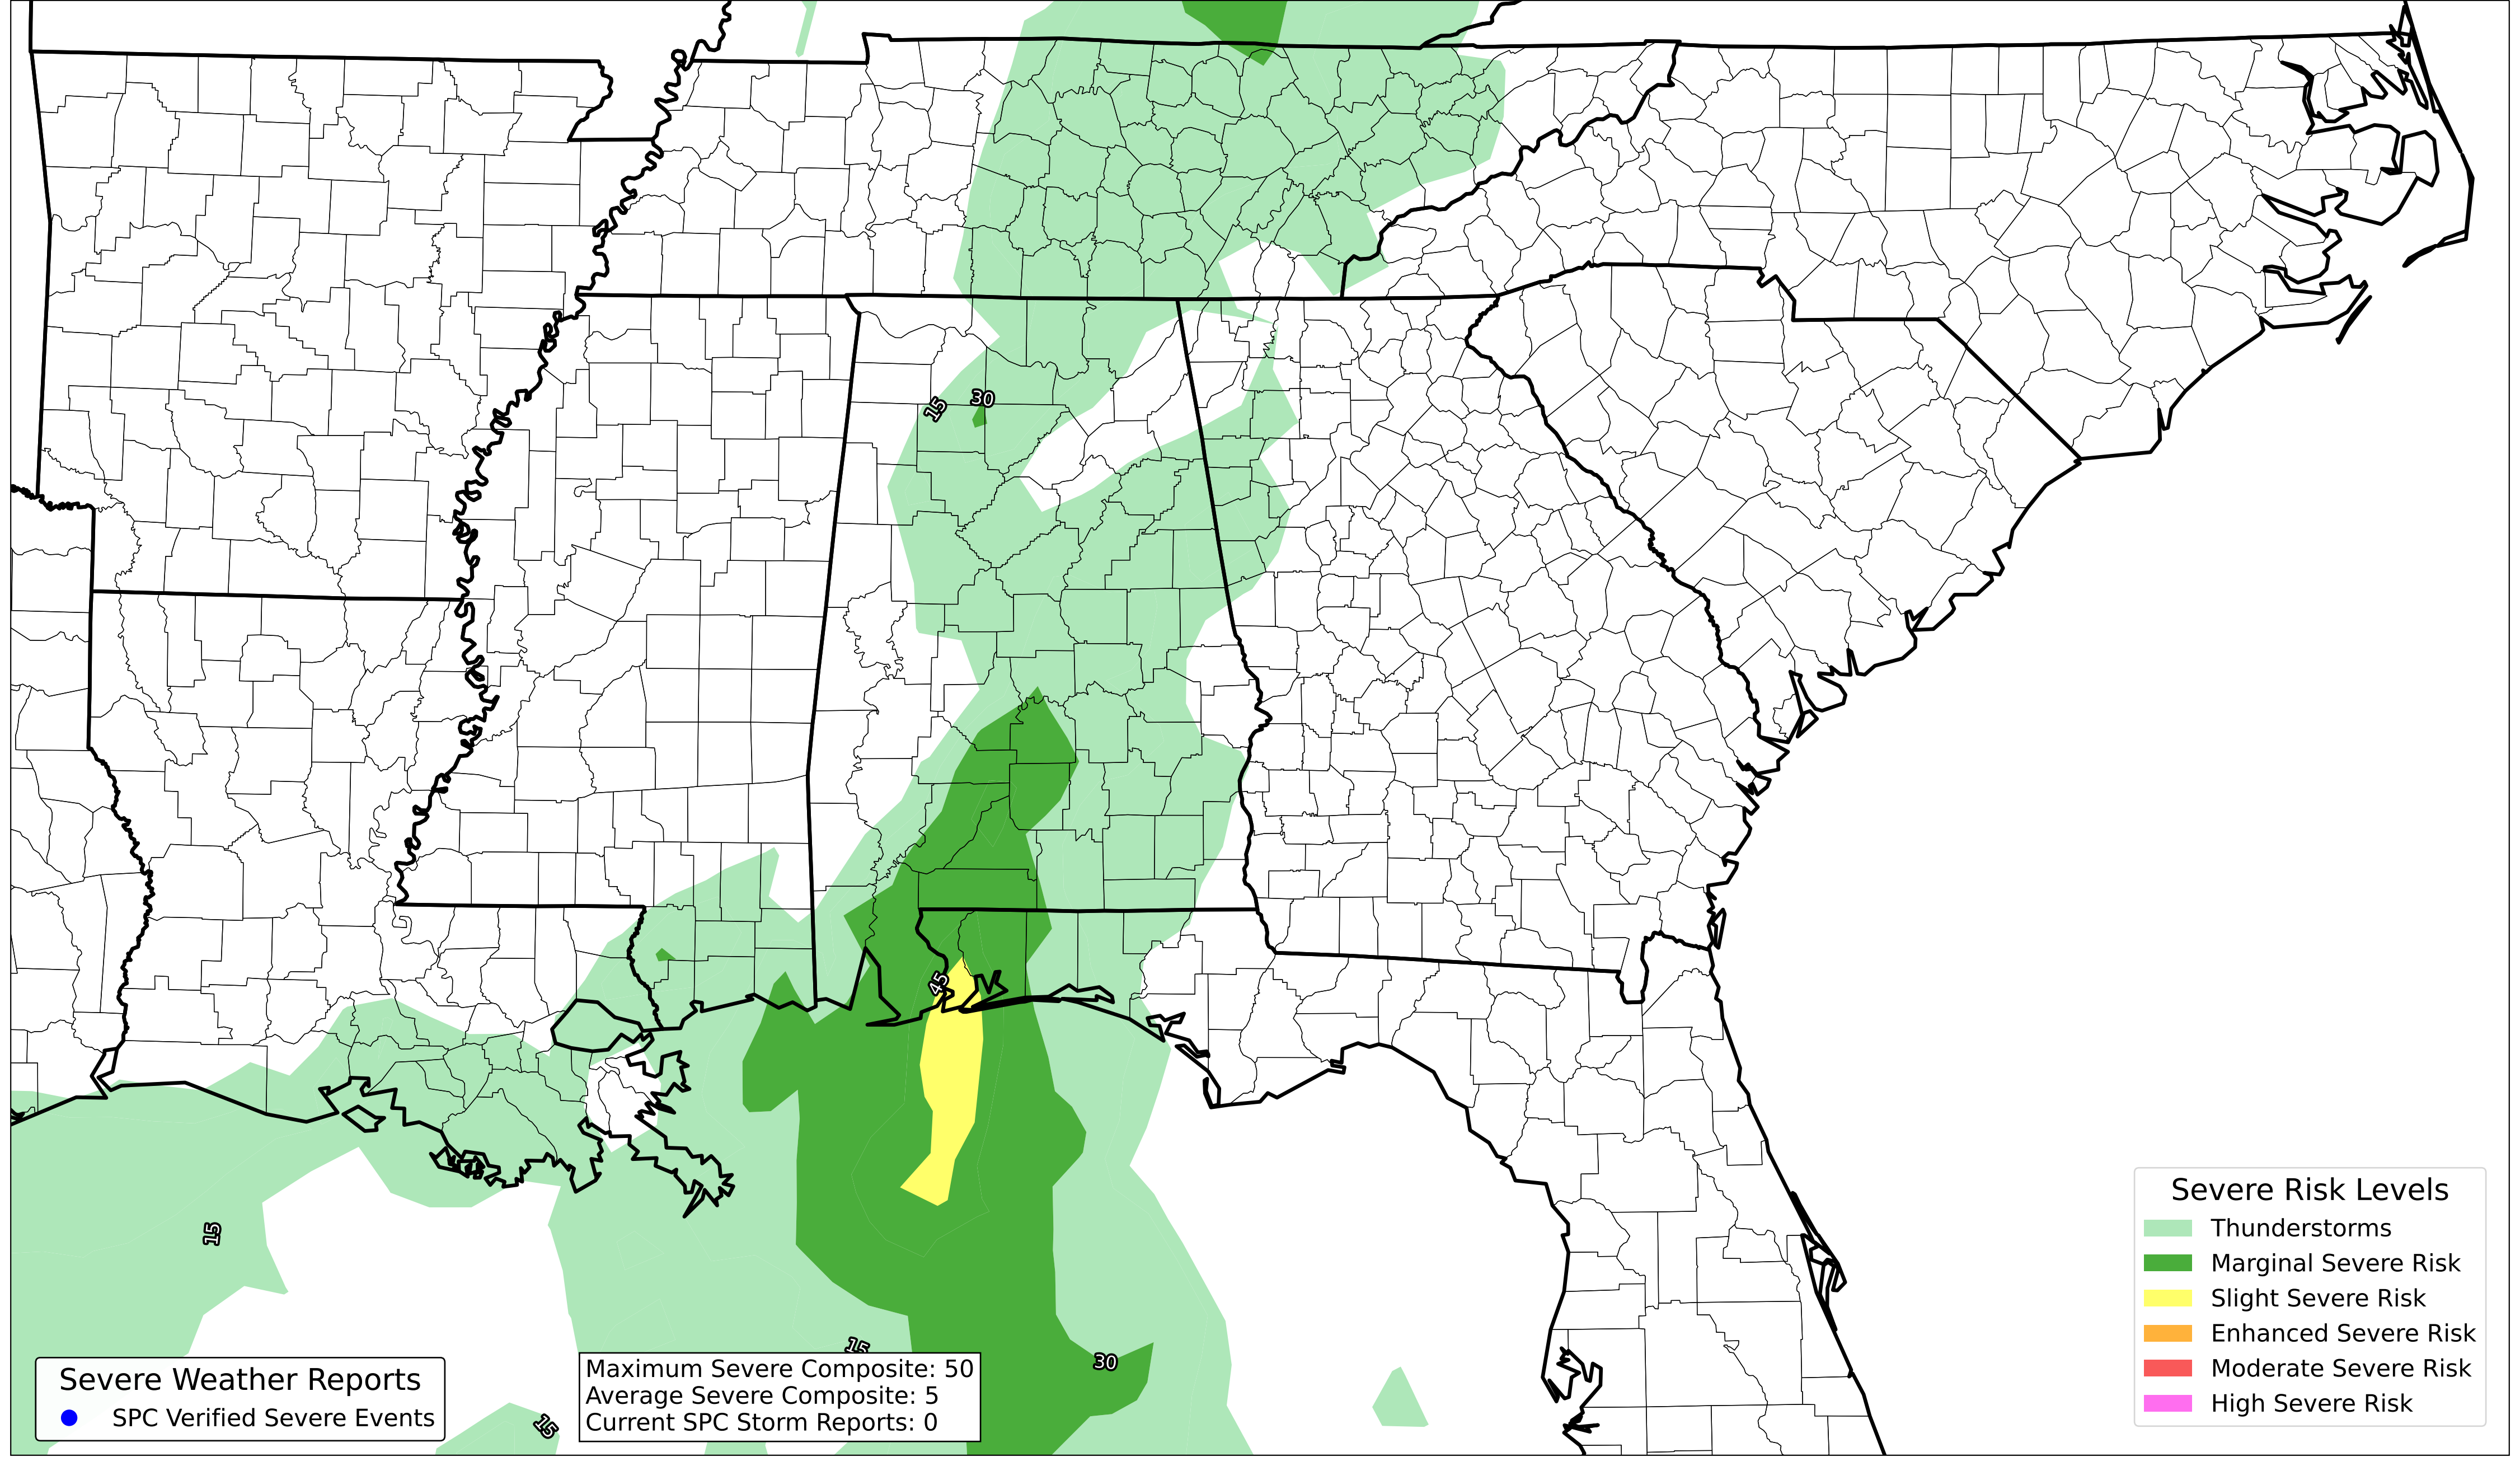 15
30
45
15
15
30
15
Severe Weather Reports
SPC Verified Severe Events
Maximum Severe Composite: 50
Average Severe Composite: 5
Current SPC Storm Reports: 0
Severe Risk Levels
Thunderstorms
Marginal Severe Risk
Slight Severe Risk
Enhanced Severe Risk
Moderate Severe Risk
High Severe Risk